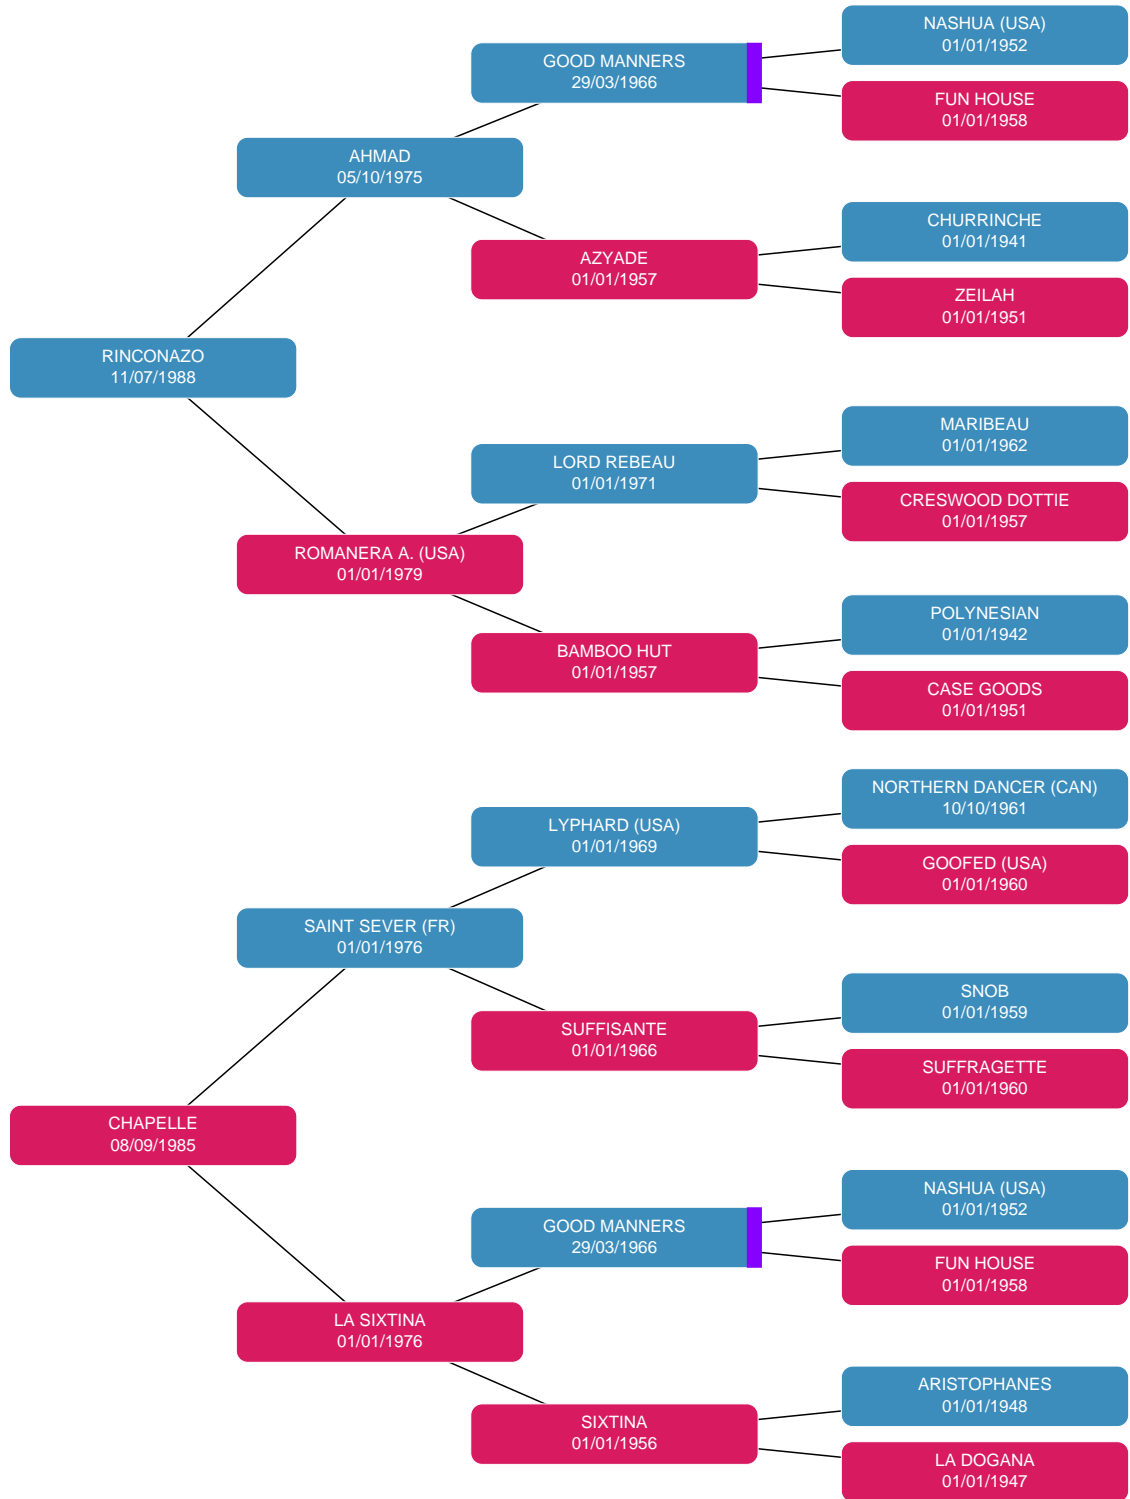 NASHUA (USA)
01/01/1952
GOOD MANNERS
29/03/1966
FUN HOUSE
01/01/1958
AHMAD
05/10/1975
CHURRINCHE
01/01/1941
AZYADE
01/01/1957
ZEILAH
01/01/1951
RINCONAZO
11/07/1988
MARIBEAU
01/01/1962
LORD REBEAU
01/01/1971
CRESWOOD DOTTIE
01/01/1957
ROMANERA A. (USA)
01/01/1979
POLYNESIAN
01/01/1942
BAMBOO HUT
01/01/1957
CASE GOODS
01/01/1951
NORTHERN DANCER (CAN)
10/10/1961
LYPHARD (USA)
01/01/1969
GOOFED (USA)
01/01/1960
SAINT SEVER (FR)
01/01/1976
SNOB
01/01/1959
SUFFISANTE
01/01/1966
SUFFRAGETTE
01/01/1960
CHAPELLE
08/09/1985
NASHUA (USA)
01/01/1952
GOOD MANNERS
29/03/1966
FUN HOUSE
01/01/1958
LA SIXTINA
01/01/1976
ARISTOPHANES
01/01/1948
SIXTINA
01/01/1956
LA DOGANA
01/01/1947